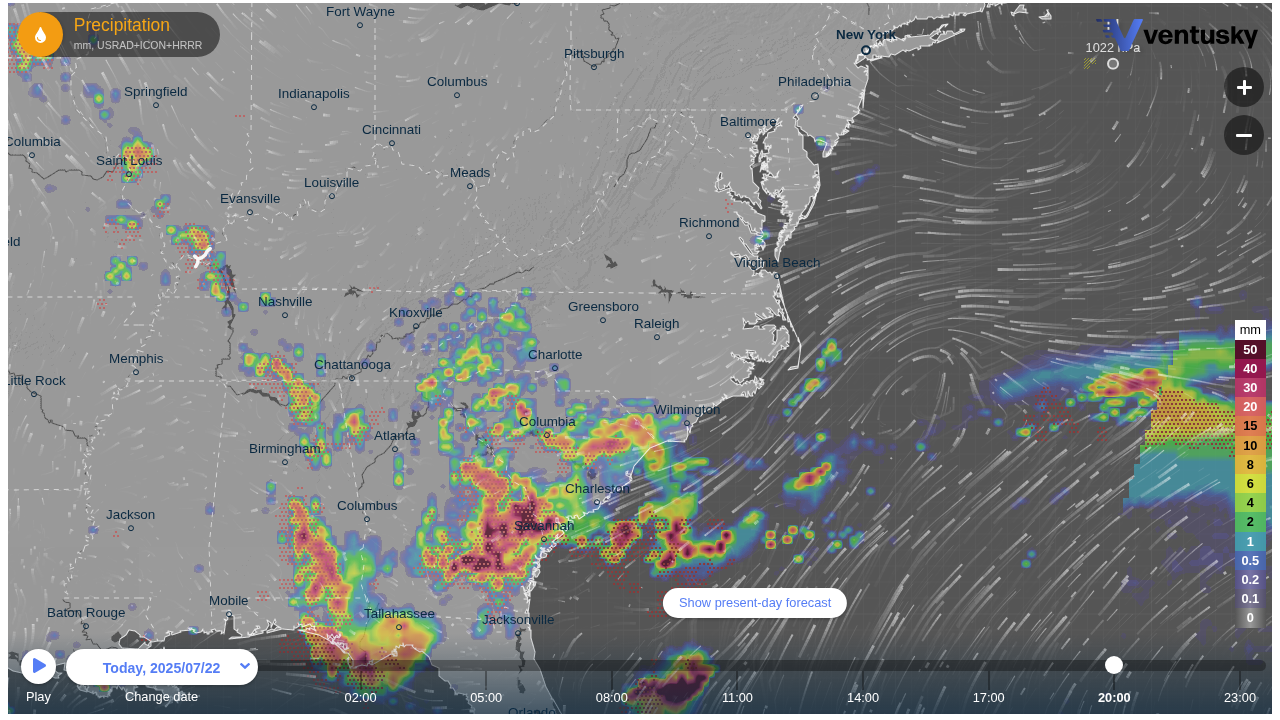 Precipitation
mm, USRAD+ICON+HRRR
Fort Wayne
New York
ventusky
1022 hPa
Pittsburgh
Springfield
Indianapolis
Columbus
Philadelphia
Columbia
Cincinnati
Baltimore
Saint Louis
Louisville
Meads
Evansville
Richmond
eld
Virginia Beach
Nashville
Knoxville
Greensboro
Raleigh
mm
50
40
30
20
15
10
8
6
4
2
1
0.5
0.2
0.1
0
Memphis
Chattanooga
Charlotte
Little Rock
Wilmington
Columbia
Atlanta
Birmingham
Charleston
Columbus
Jackson
Savannah
Mobile
Baton Rouge
Tallahassee
Jacksonville
Show present-day forecast
Today, 2025/07/22
Play
Change date
02:00
05:00
08:00
11:00
14:00
17:00
20:00
23:00
Orlando